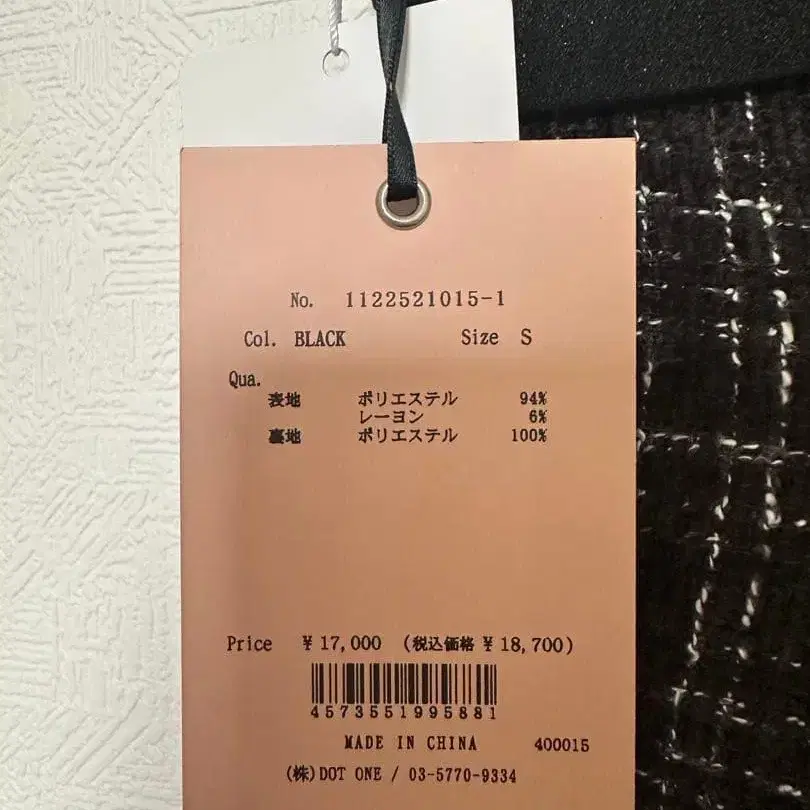 No. 1122521015-1
Col. BLACK Size S
Qua.
表地 ポリエステル 94%
レーヨン 6%
裏地 ポリエステル 100%
Price ¥17,000 (税込価格 ¥18,700)
4573551995881
MADE IN CHINA 400015
(株)DOT ONE / 03-5770-9334